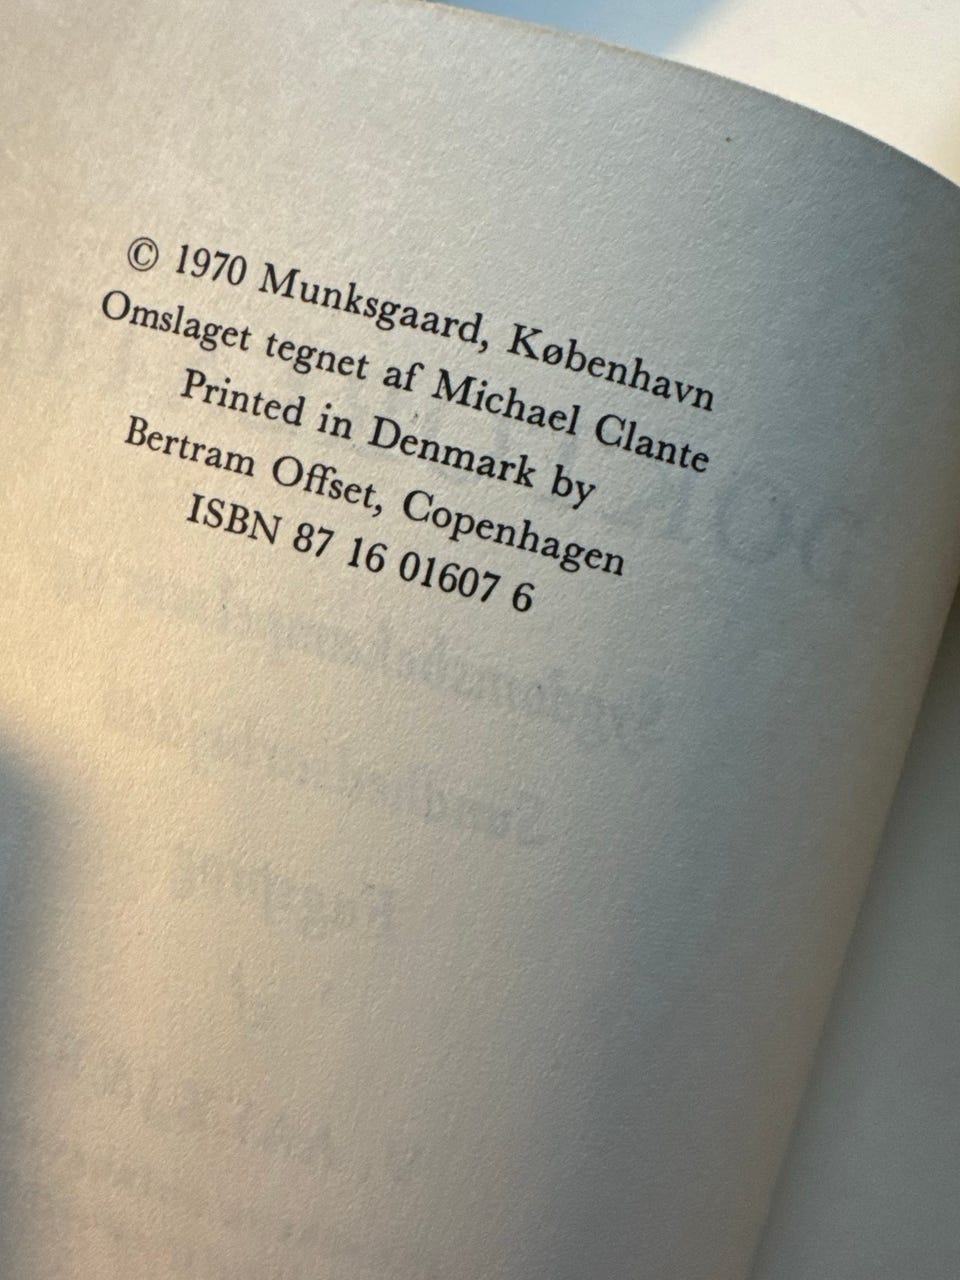 © 1970 Munksgaard, København
Omslaget tegnet af Michael Clante
Printed in Denmark by
Bertram Offset, Copenhagen
ISBN 87 16 01607 6